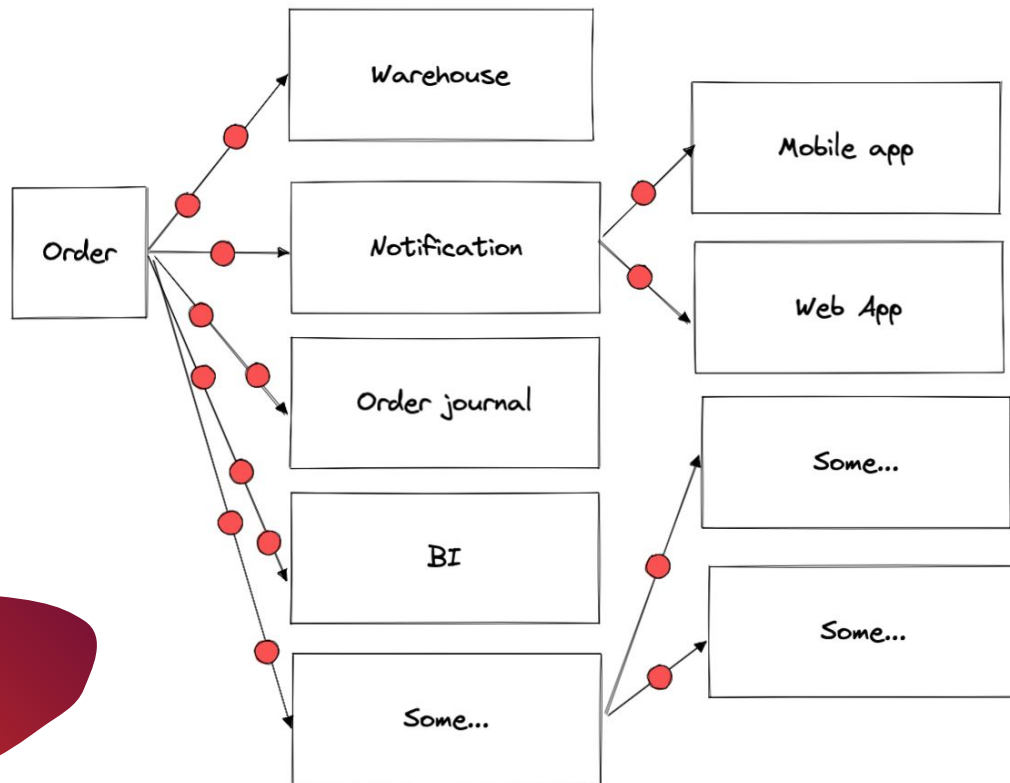 Order
Warehouse
Notification
Order journal
BI
Some...
Mobile app
Web App
Some...
Some...